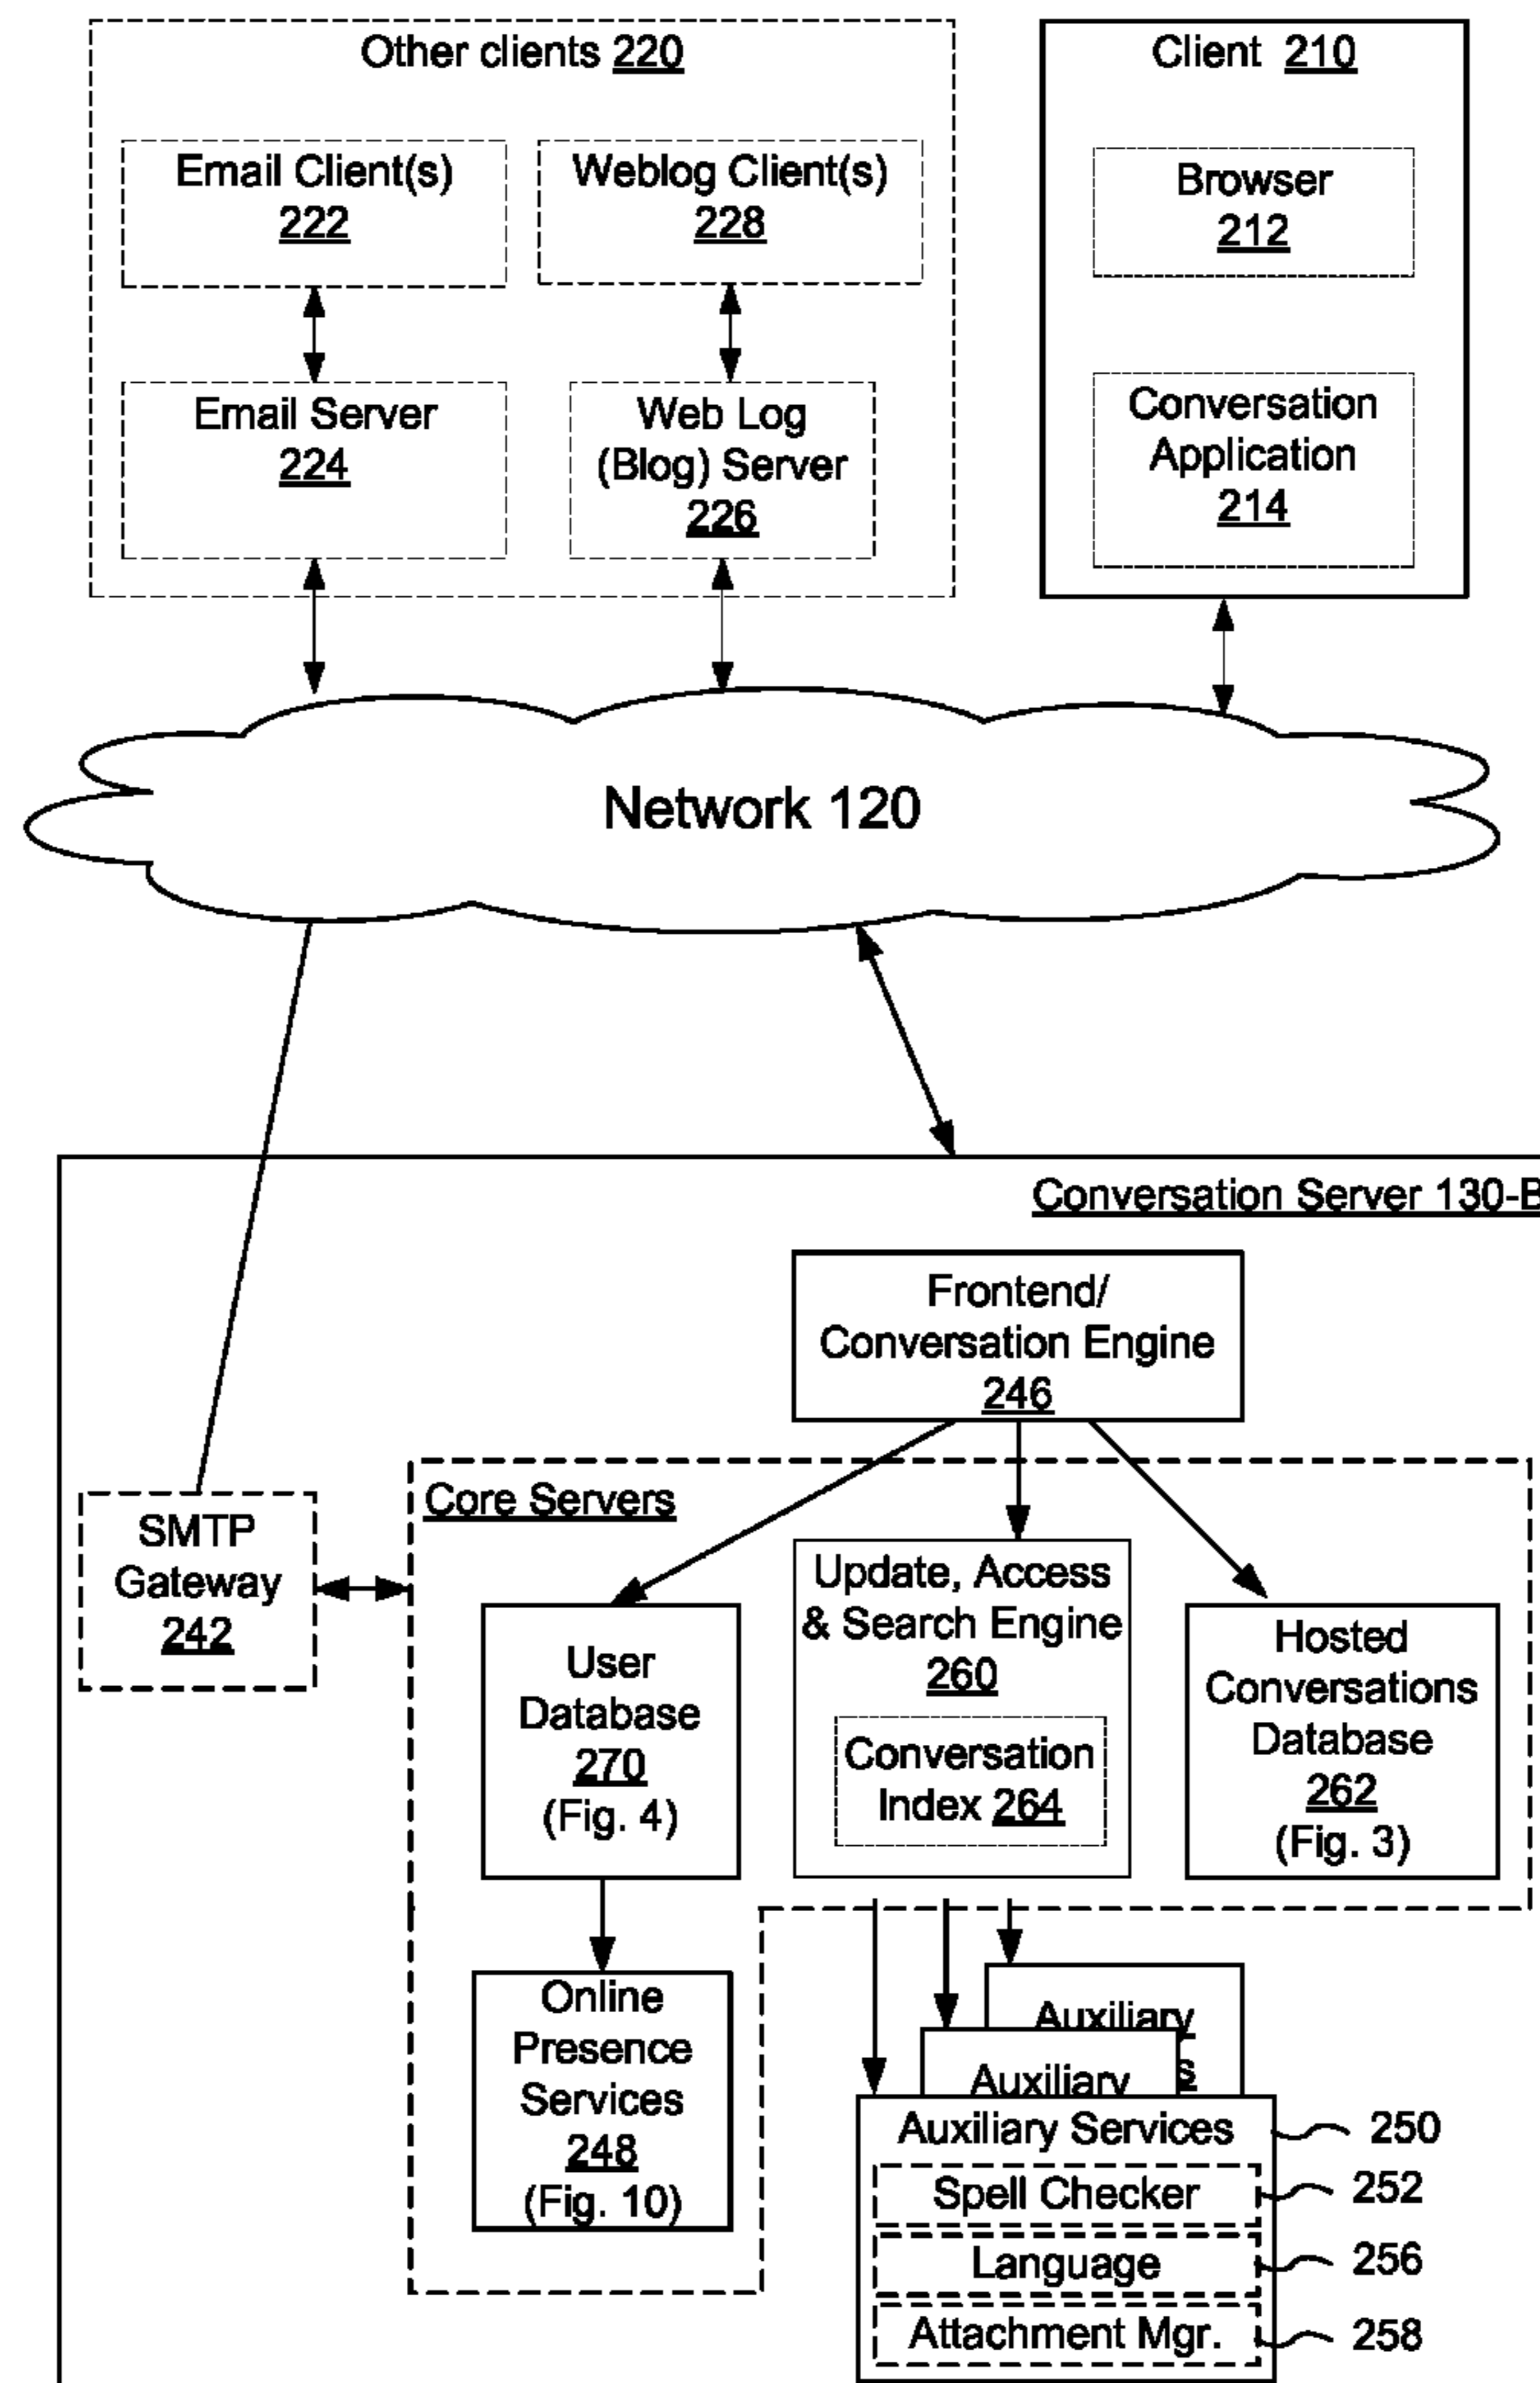 Other clients 220
Client 210
Email Client(s)
222
Weblog Client(s)
228
Browser
212
Email Server
224
Web Log
(Blog) Server
226
Conversation
Application
214
Network 120
Conversation Server 130-B
Frontend/
Conversation Engine
246
Core Servers
SMTP
Gateway
242
User
Database
270
(Fig. 4)
Update, Access
& Search Engine
260
Conversation
Index 264
Hosted
Conversations
Database
262
(Fig. 3)
Online
Presence
Services
248
(Fig. 10)
Auxiliary
s
Auxiliary
Auxiliary Services
250
Spell Checker
252
Language
256
Attachment Mgr.
258